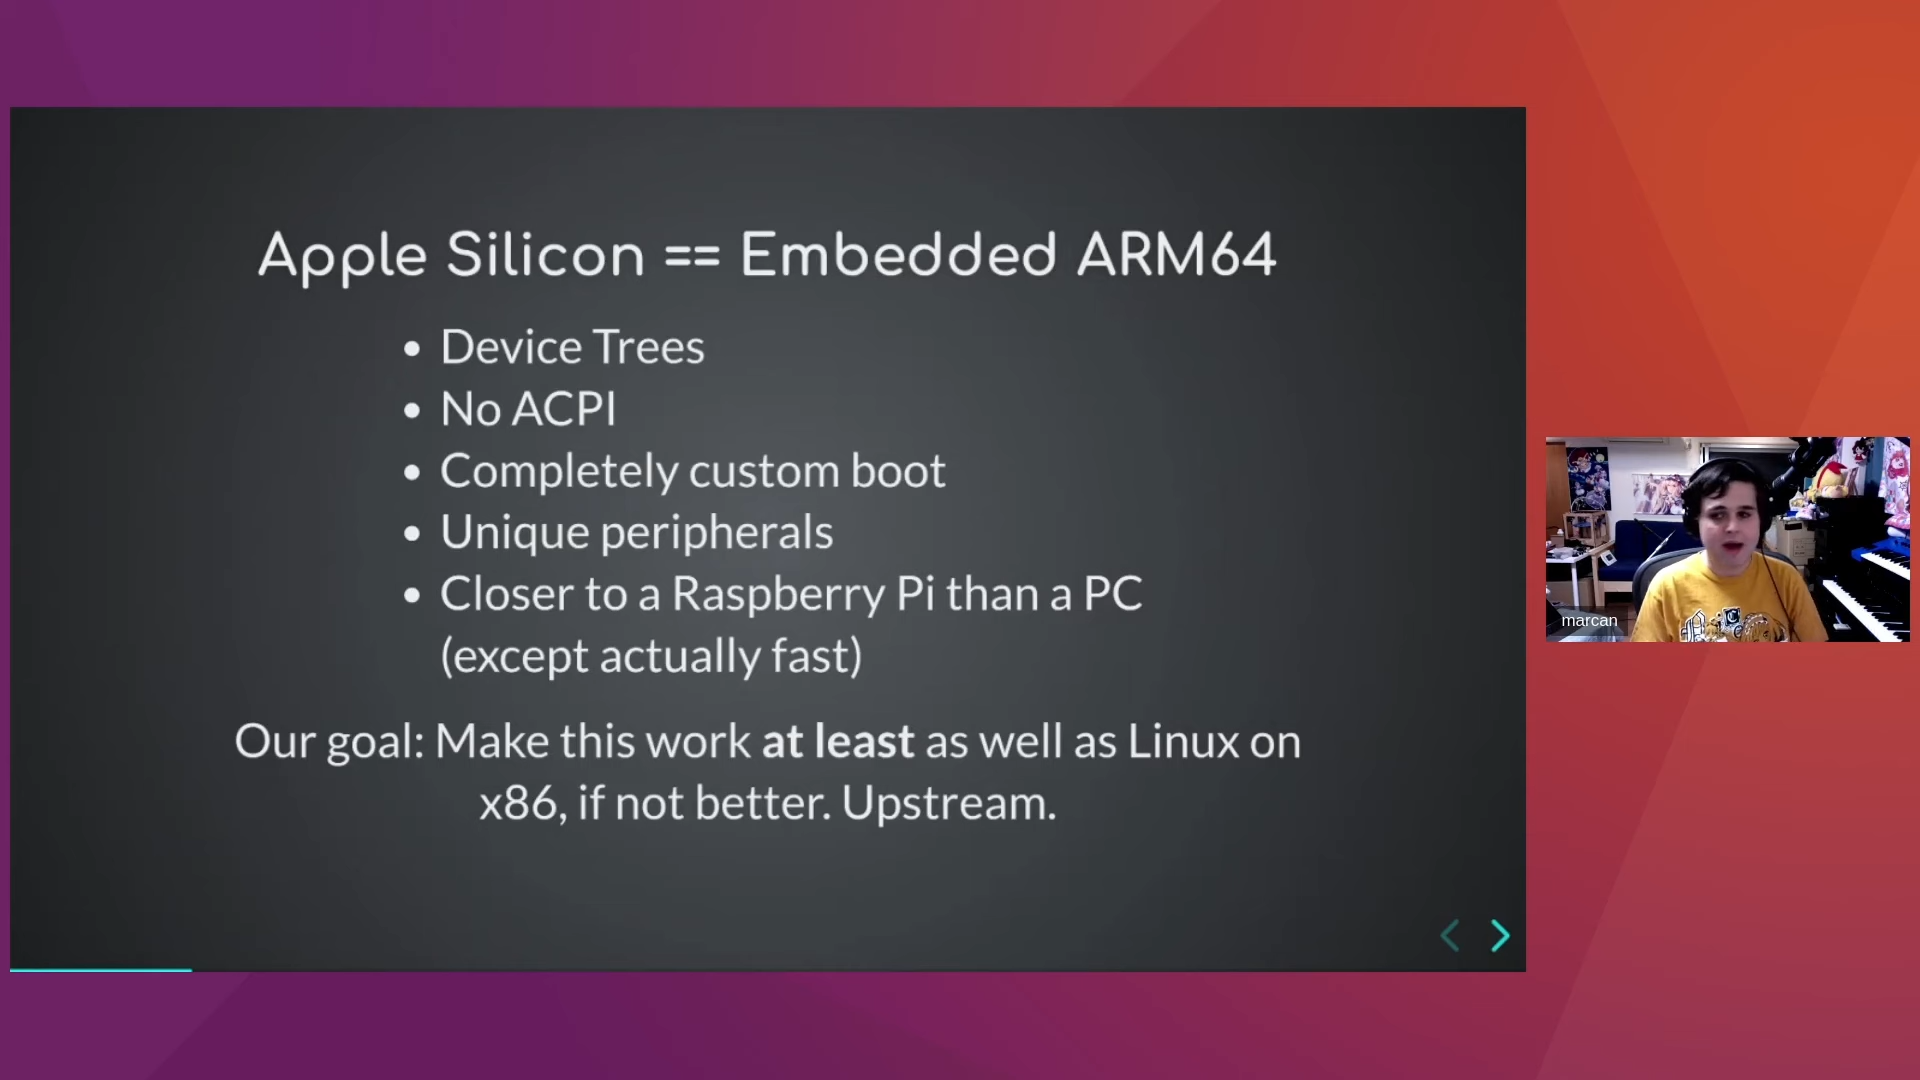 Apple Silicon == Embedded ARM64
Device Trees
No ACPI
Completely custom boot
Unique peripherals
Closer to a Raspberry Pi than a PC
(except actually fast)
Our goal: Make this work at least as well as Linux on
x86, if not better. Upstream.
marcan